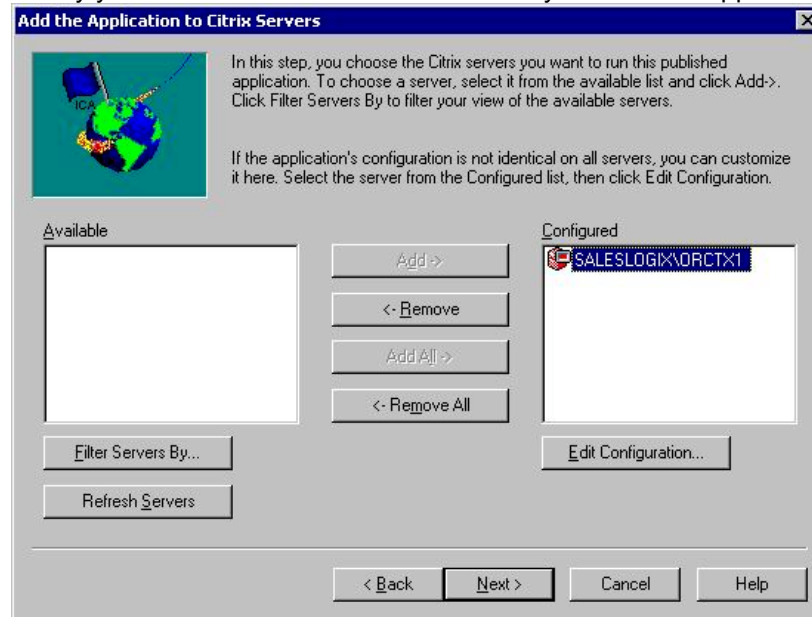 Add the Application to Citrix Servers
In this step, you choose the Citrix servers you want to run this published
application. To choose a server, select it from the available list and click Add->.
Click Filter Servers By to filter your view of the available servers.
ICA
If the application's configuration is not identical on all servers, you can customize
it here. Select the server from the Configured list, then click Edit Configuration.
Available
Configured
Add ->
SALESLOGIX\ORCTX1
<- Remove
Add All ->
<- Remove All
Filter Servers By...
Edit Configuration...
Refresh Servers
< Back
Next >
Cancel
Help